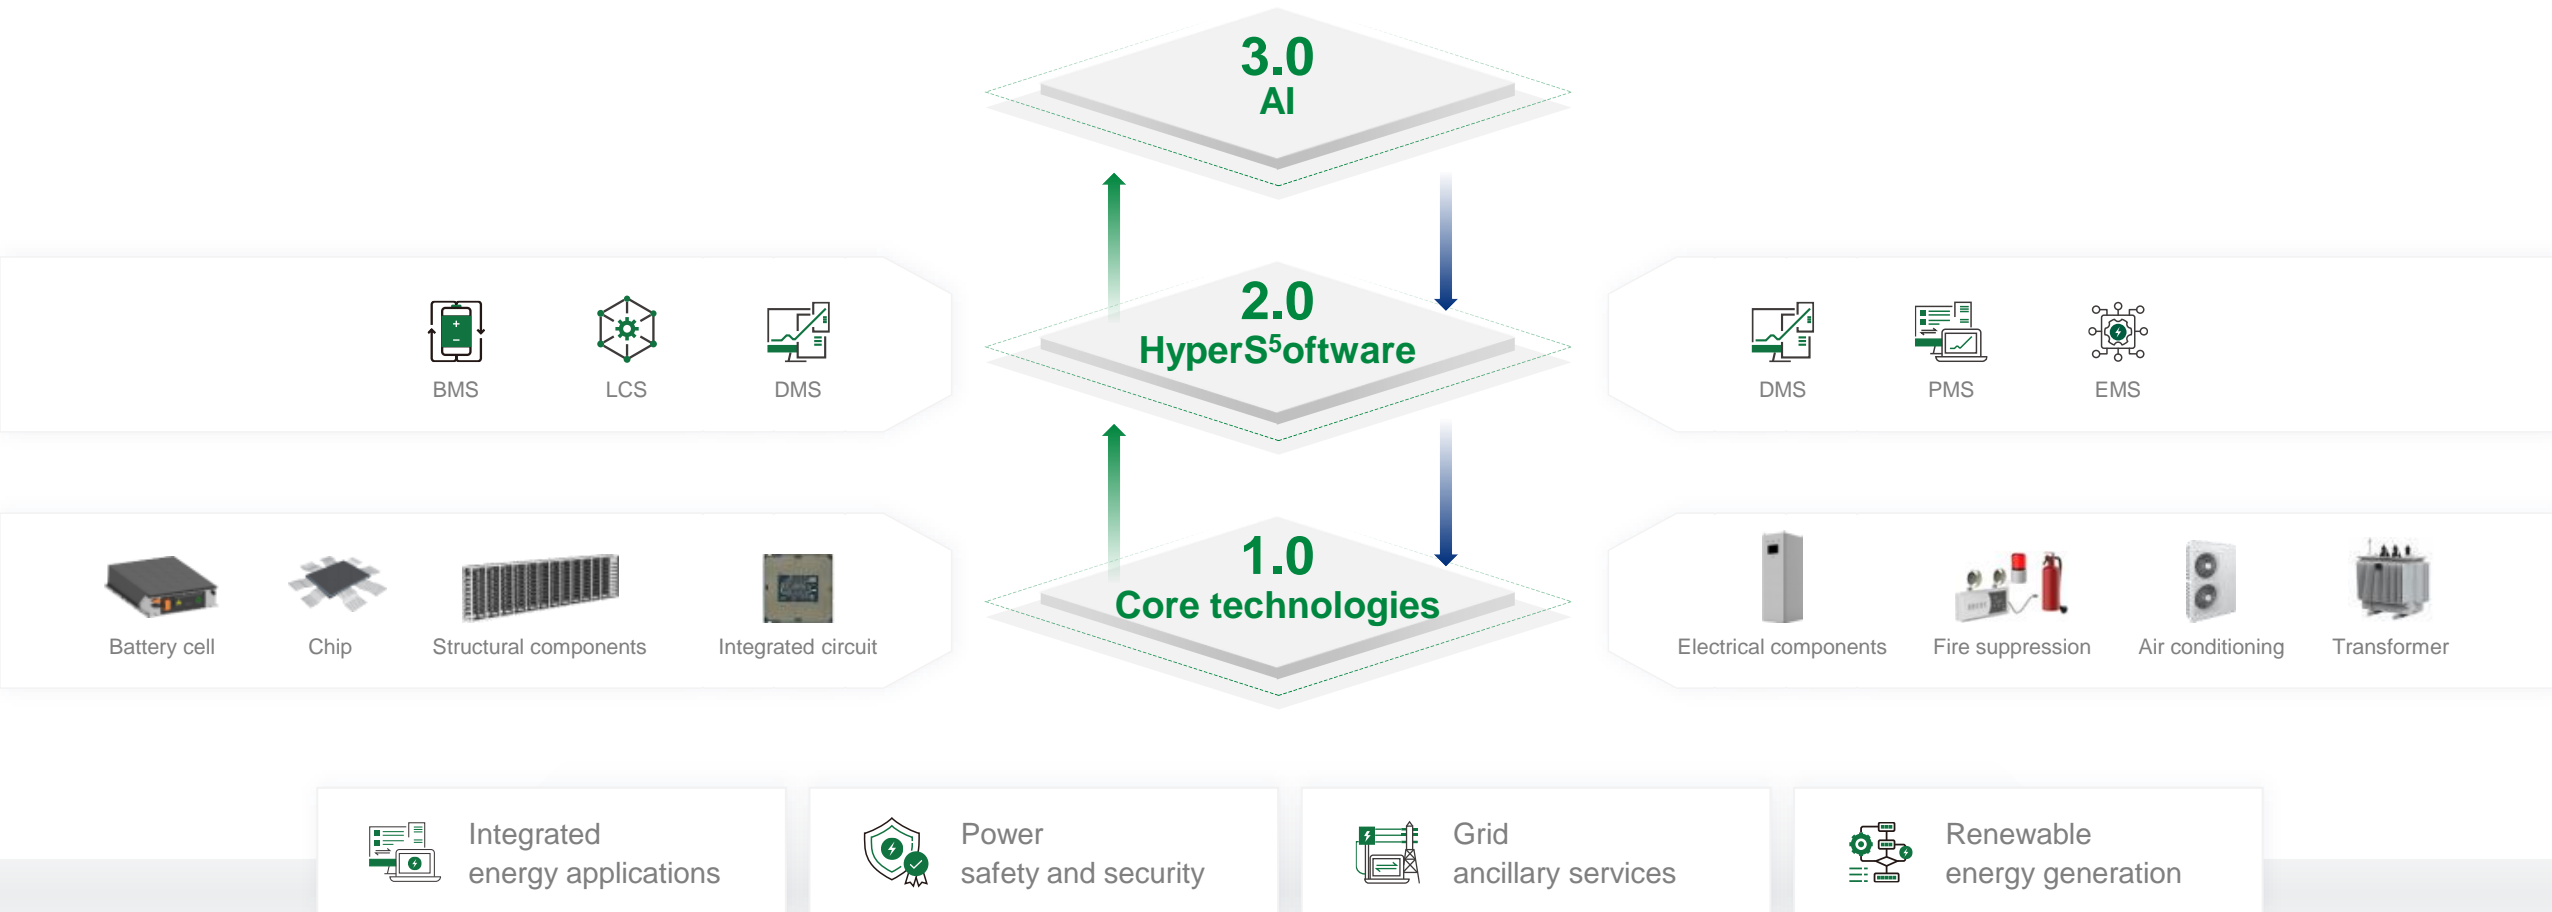 3.0
AI
2.0
HyperS⁵oftware
BMS
LCS
DMS
DMS
PMS
EMS
1.0
Core technologies
Battery cell
Chip
Structural components
Integrated circuit
Electrical components
Fire suppression
Air conditioning
Transformer
Integrated
energy applications
Power
safety and security
Grid
ancillary services
Renewable
energy generation